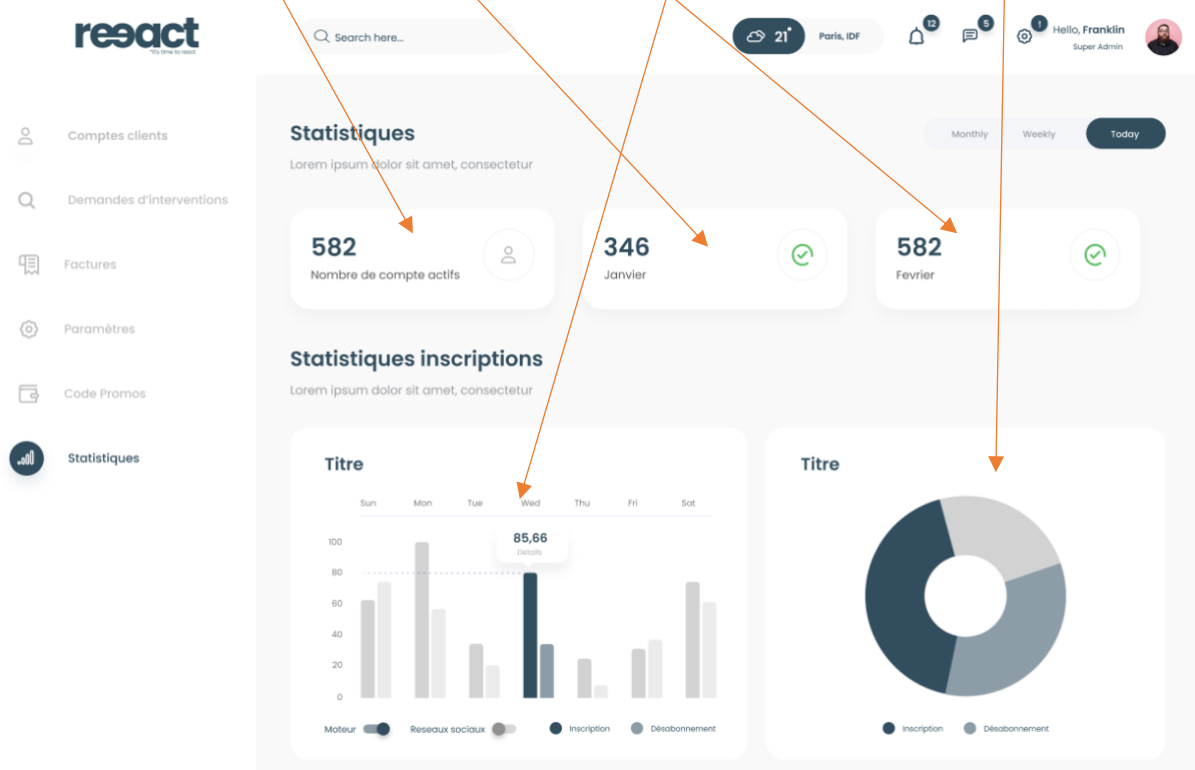 reeact
"It's time to react
Search here...
21°
Paris, IDF
12
5
!
Hello, Franklin
Super Admin
Comptes clients
Demandes d'interventions
Factures
Paramètres
Code Promos
Statistiques
Statistiques
Lorem ipsum dolor sit amet, consectetur
Monthly Weekly Today
582
Nombre de compte actifs
346
Janvier
582
Fevrier
Statistiques inscriptions
Lorem ipsum dolor sit amet, consectetur
Titre
Sun Mon Tue Wed Thu Fri Sat
85,66
Details
100
80
60
40
20
0
Moteur Reseaux sociaux Inscription Désabonnement
Titre
Inscription Désabonnement